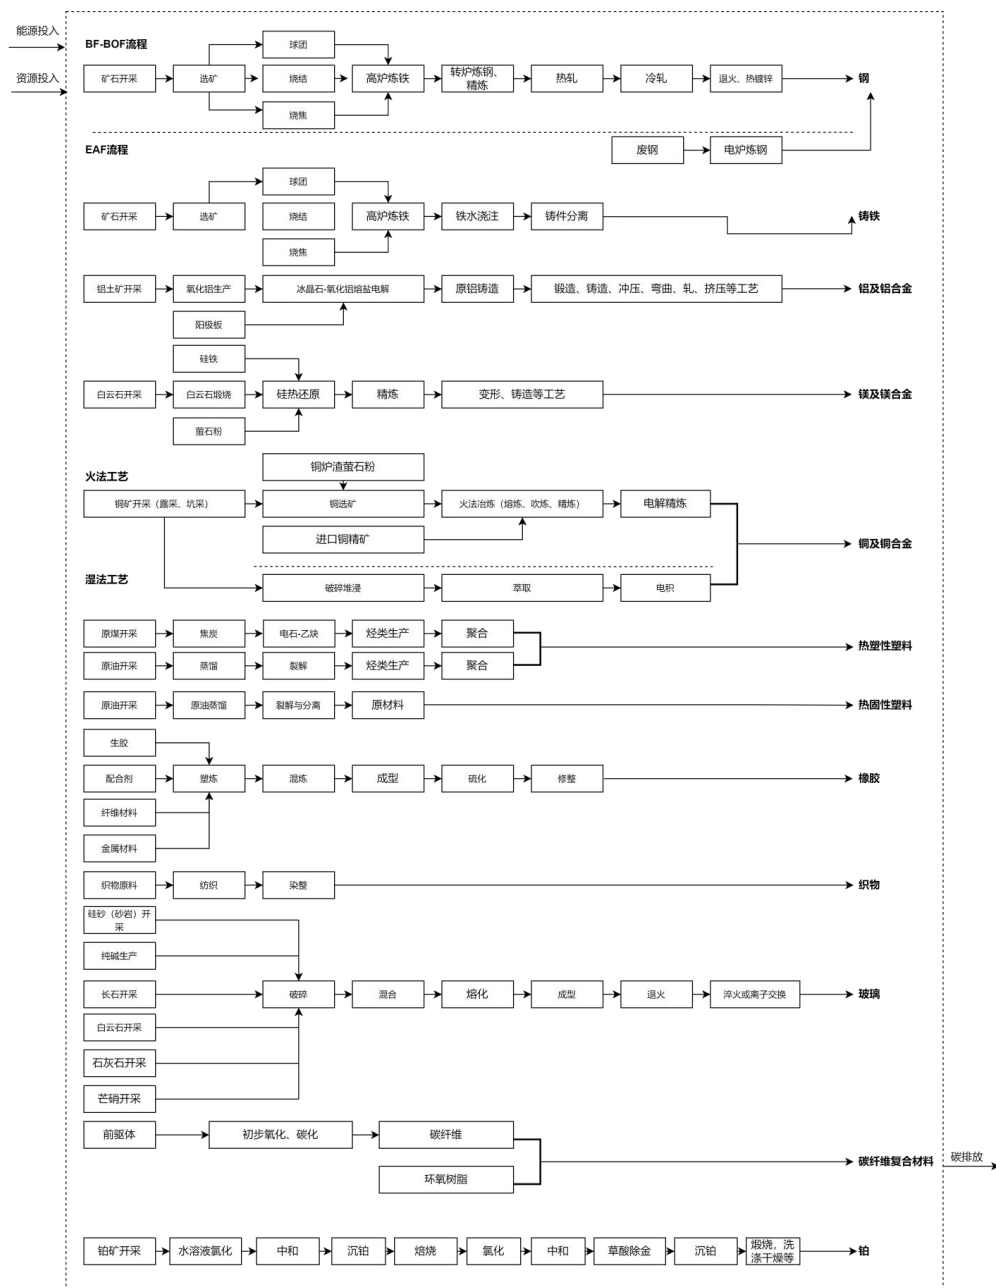 能源投入
资源投入
BF-BOF流程
球团
矿石开采
选矿
烧结
高炉炼铁
转炉炼钢、
精炼
热轧
冷轧
退火、热镀锌
钢
烧焦
EAF流程
废钢
电炉炼钢
球团
矿石开采
选矿
烧结
高炉炼铁
铁水浇注
铸件分离
铸铁
烧焦
铝土矿开采
氧化铝生产
冰晶石-氧化铝熔盐电解
原铝铸造
锻造、铸造、冲压、弯曲、轧、挤压等工艺
铝及铝合金
阳极板
硅铁
白云石开采
白云石煅烧
硅热还原
精炼
变形、铸造等工艺
镁及镁合金
萤石粉
火法工艺
铜炉渣萤石粉
铜矿开采（露采、坑采）
铜选矿
火法冶炼（熔炼、吹炼、精炼）
电解精炼
进口铜精矿
铜及铜合金
湿法工艺
破碎堆浸
萃取
电积
原煤开采
焦炭
电石-乙炔
烃类生产
聚合
热塑性塑料
原油开采
蒸馏
裂解
烃类生产
聚合
原油开采
原油蒸馏
裂解与分离
原材料
热固性塑料
生胶
配合剂
塑炼
混炼
成型
硫化
修整
橡胶
纤维材料
金属材料
织物原料
纺织
染整
织物
硅砂（砂岩）开
采
纯碱生产
长石开采
破碎
混合
熔化
成型
退火
淬火或离子交换
玻璃
白云石开采
石灰石开采
芒硝开采
前驱体
初步氧化、碳化
碳纤维
环氧树脂
碳纤维复合材料
碳排放
铂矿开采
水溶液氯化
中和
沉铂
焙烧
氯化
中和
草酸除金
沉铂
煅烧，洗
涤干燥等
铂